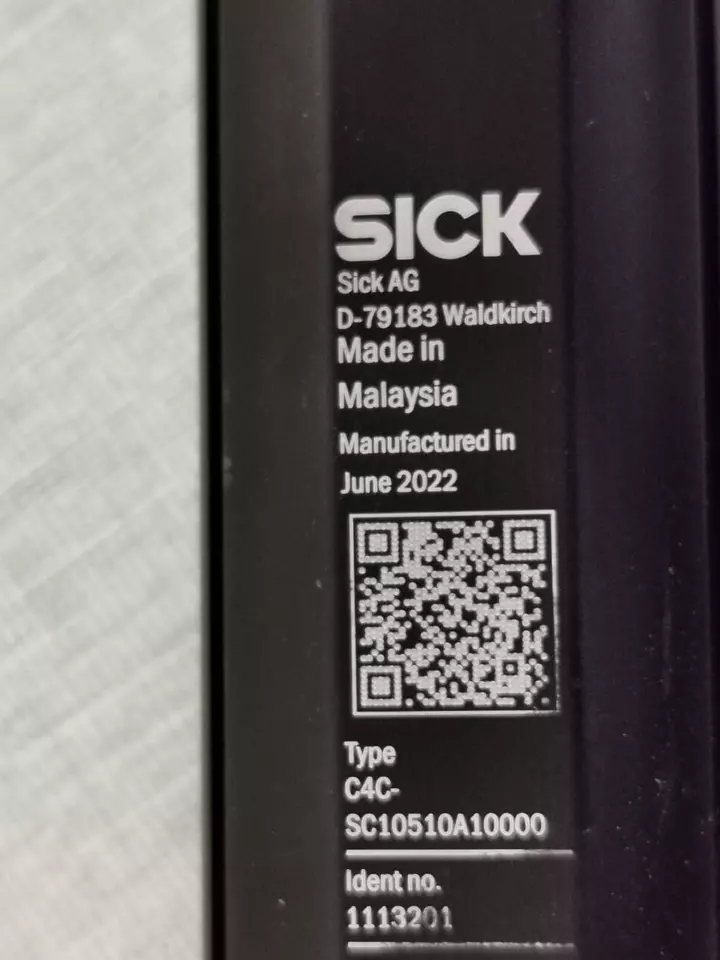 SICK
Sick AG
D-79183 Waldkirch
Made in
Malaysia
Manufactured in
June 2022
Type
C4C-
SC10510A10000
Ident no.
1113201